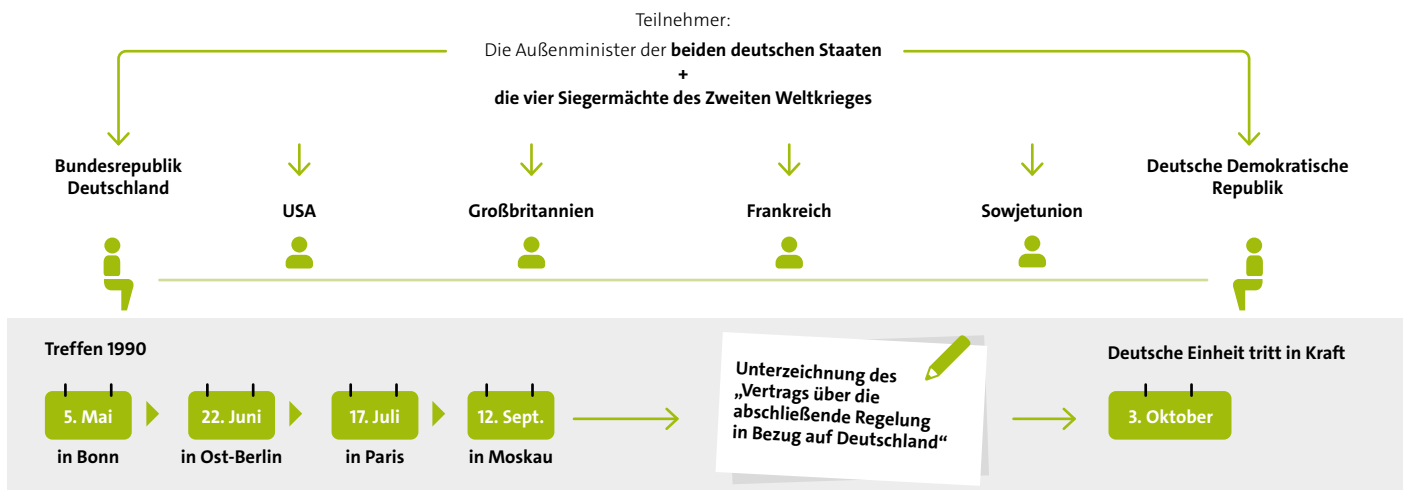 Teilnehmer:
Die Außenminister der beiden deutschen Staaten
+
die vier Siegermächte des Zweiten Weltkrieges
Bundesrepublik
Deutschland
USA
Großbritannien
Frankreich
Sowjetunion
Deutsche Demokratische
Republik
Treffen 1990
5. Mai
in Bonn
22. Juni
in Ost-Berlin
17. Juli
in Paris
12. Sept.
in Moskau
Unterzeichnung des
„Vertrags über die
abschließende Regelung
in Bezug auf Deutschland“
Deutsche Einheit tritt in Kraft
3. Oktober